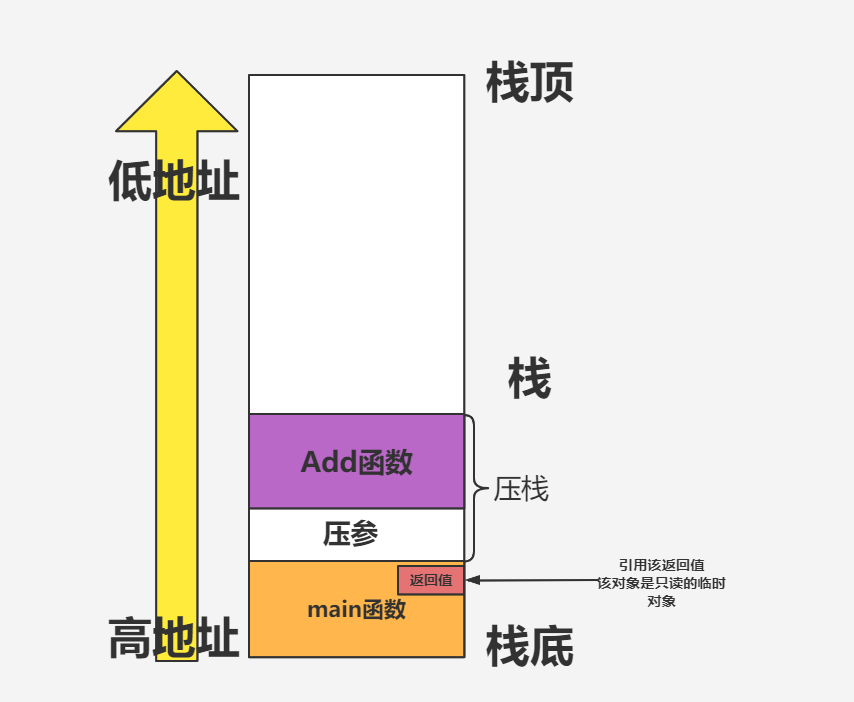 栈顶
低地址
栈
Add函数
压栈
压参
引用该返回值
该对象是只读的临时
对象
返回值
main函数
高地址
栈底